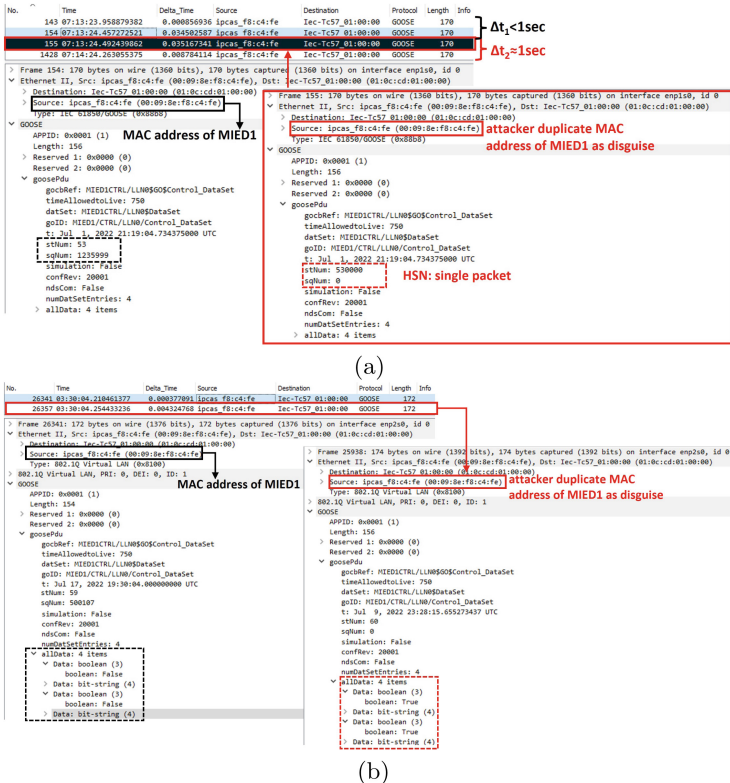 No. Time Delta_Time Source Destination Protocol Length Info
143 07:13:23.958879382 0.000856936 ipcas_f8:c4:fe Iec-Tc57_01:00:00 GOOSE 170
154 07:13:24.457272521 0.034502587 ipcas_f8:c4:fe Iec-Tc57_01:00:00 GOOSE 170
155 07:13:24.492439862 0.035167341 ipcas_f8:c4:fe Iec-Tc57_01:00:00 GOOSE 170
1428 07:14:24.263055375 0.008784114 ipcas_f8:c4:fe Iec-Tc57_01:00:00 GOOSE 170
Δt1<1sec
Δt2≈1sec
Frame 154: 170 bytes on wire (1360 bits), 170 bytes captured (1360 bits) on interface enp1s0, id 0
Ethernet II, Src: ipcas_f8:c4:fe (00:09:8e:f8:c4:fe), Dst: Iec-Tc57_01:00:00 (01:0c:cd:01:00:00)
Destination: Iec-Tc57_01:00:00 (01:0c:cd:01:00:00)
Source: ipcas_f8:c4:fe (00:09:8e:f8:c4:fe)
Type: IEC 61850/GOOSE (0x88b8)
MAC address of MIED1
GOOSE
APPID: 0x0001 (1)
Length: 156
Reserved 1: 0x0000 (0)
Reserved 2: 0x0000 (0)
goosePdu
gocbRef: MIED1CTRL/LLN0$GO$Control_DataSet
timeAllowedtoLive: 750
datSet: MIED1CTRL/LLN0$DataSet
goID: MIED1/CTRL/LLN0/Control_DataSet
t: Jul 1, 2022 21:19:04.734375000 UTC
stNum: 53
sqNum: 1235999
simulation: False
confRev: 20001
ndsCom: False
numDatSetEntries: 4
allData: 4 items
Frame 155: 170 bytes on wire (1360 bits), 170 bytes captured (1360 bits) on interface enp1s0, id 0
Ethernet II, Src: ipcas_f8:c4:fe (00:09:8e:f8:c4:fe), Dst: Iec-Tc57_01:00:00 (01:0c:cd:01:00:00)
Destination: Iec-Tc57_01:00:00 (01:0c:cd:01:00:00)
Source: ipcas_f8:c4:fe (00:09:8e:f8:c4:fe)
Type: IEC 61850/GOOSE (0x88b8)
attacker duplicate MAC
address of MIED1 as disguise
GOOSE
APPID: 0x0001 (1)
Length: 156
Reserved 1: 0x0000 (0)
Reserved 2: 0x0000 (0)
goosePdu
gocbRef: MIED1CTRL/LLN0$GO$Control_DataSet
timeAllowedtoLive: 750
datSet: MIED1CTRL/LLN0$DataSet
goID: MIED1/CTRL/LLN0/Control_DataSet
t: Jul 1, 2022 21:19:04.734375000 UTC
stNum: 530000
sqNum: 0
HSN: single packet
simulation: False
confRev: 20001
ndsCom: False
numDatSetEntries: 4
allData: 4 items
(a)
No. Time Delta_Time Source Destination Protocol Length Info
26341 03:30:04.210461377 0.000377091 ipcas_f8:c4:fe Iec-Tc57_01:00:00 GOOSE 172
26357 03:30:04.254433236 0.004324768 ipcas_f8:c4:fe Iec-Tc57_01:00:00 GOOSE 172
Frame 26341: 172 bytes on wire (1376 bits), 172 bytes captured (1376 bits) on interface enp2s0, id 0
Ethernet II, Src: ipcas_f8:c4:fe (00:09:8e:f8:c4:fe), Dst: Iec-Tc57_01:00:00 (01:0c:cd:01:00:00)
Destination: Iec-Tc57_01:00:00 (01:0c:cd:01:00:00)
Source: ipcas_f8:c4:fe (00:09:8e:f8:c4:fe)
Type: 802.1Q Virtual LAN (0x8100)
MAC address of MIED1
802.1Q Virtual LAN, PRI: 0, DEI: 0, ID: 1
GOOSE
APPID: 0x0001 (1)
Length: 154
Reserved 1: 0x0000 (0)
Reserved 2: 0x0000 (0)
goosePdu
gocbRef: MIED1CTRL/LLN0$GO$Control_DataSet
timeAllowedtoLive: 750
datSet: MIED1CTRL/LLN0$DataSet
goID: MIED1/CTRL/LLN0/Control_DataSet
t: Jul 17, 2022 19:30:04.000000000 UTC
stNum: 59
sqNum: 500107
simulation: False
confRev: 20001
ndsCom: False
numDatSetEntries: 4
allData: 4 items
Data: boolean (3)
boolean: False
Data: bit-string (4)
Data: boolean (3)
boolean: False
Data: bit-string (4)
Frame 25938: 174 bytes on wire (1392 bits), 174 bytes captured (1392 bits) on interface enp2s0, id 0
Ethernet II, Src: ipcas_f8:c4:fe (00:09:8e:f8:c4:fe), Dst: Iec-Tc57_01:00:00 (01:0c:cd:01:00:00)
Destination: Iec-Tc57_01:00:00 (01:0c:cd:01:00:00)
Source: ipcas_f8:c4:fe (00:09:8e:f8:c4:fe)
Type: 802.1Q Virtual LAN (0x8100)
attacker duplicate MAC
address of MIED1 as disguise
802.1Q Virtual LAN, PRI: 0, DEI: 0, ID: 1
GOOSE
APPID: 0x0001 (1)
Length: 156
Reserved 1: 0x0000 (0)
Reserved 2: 0x0000 (0)
goosePdu
gocbRef: MIED1CTRL/LLN0$GO$Control_DataSet
timeAllowedtoLive: 750
datSet: MIED1CTRL/LLN0$DataSet
goID: MIED1/CTRL/LLN0/Control_DataSet
t: Jul 9, 2022 23:28:15.655273437 UTC
stNum: 60
sqNum: 0
simulation: False
confRev: 20001
ndsCom: False
numDatSetEntries: 4
allData: 4 items
Data: boolean (3)
boolean: True
Data: bit-string (4)
Data: boolean (3)
boolean: True
Data: bit-string (4)
(b)